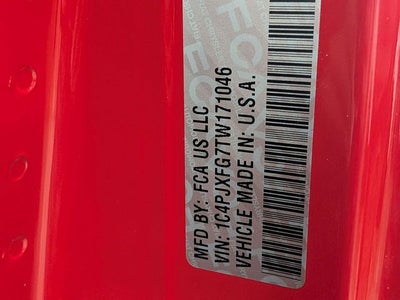 MFD BY: FCA US LLC
VIN: 1C4PJXFG7TW171046
VEHICLE MADE IN: U.S.A.